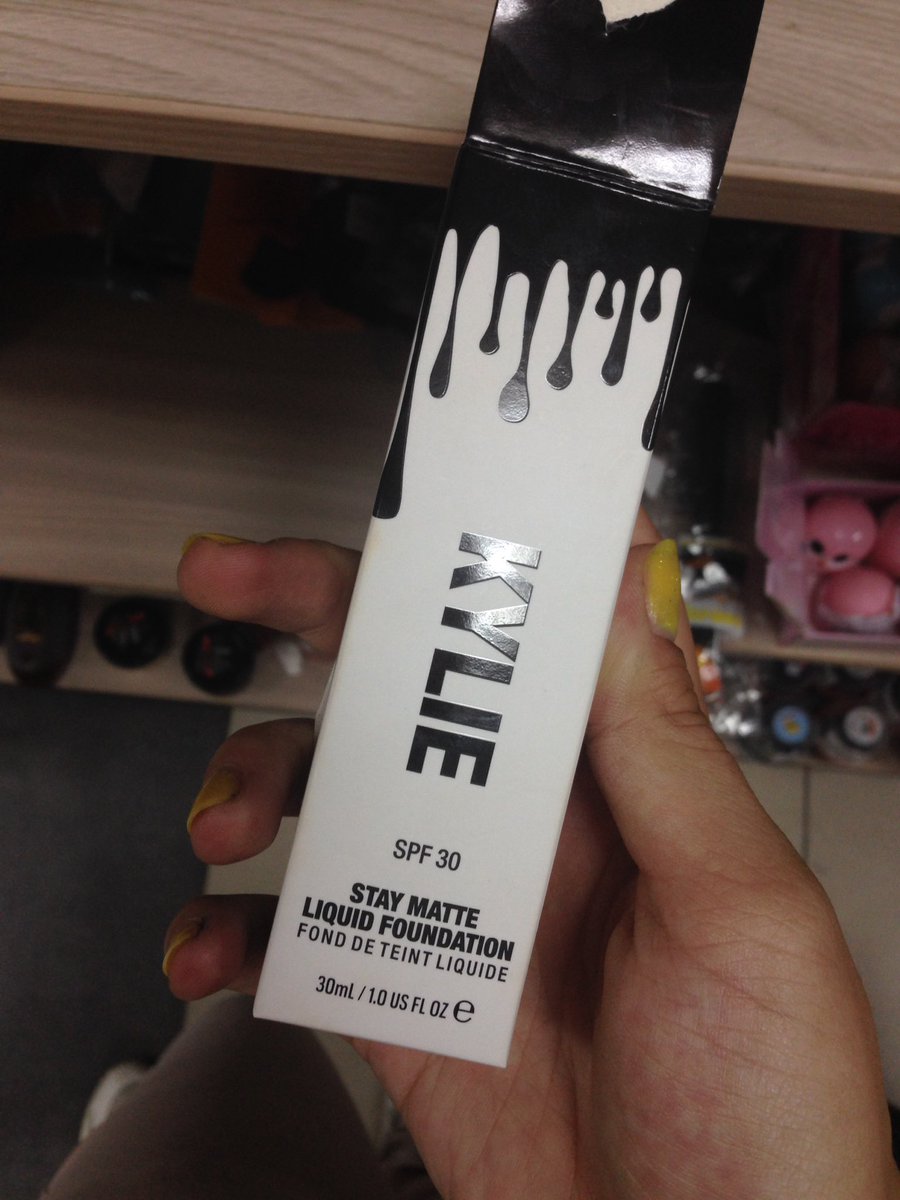 KYLIE
SPF 30
STAY MATTE
LIQUID FOUNDATION
FOND DE TEINT LIQUIDE
30mL / 1.0 US FL OZ ℮